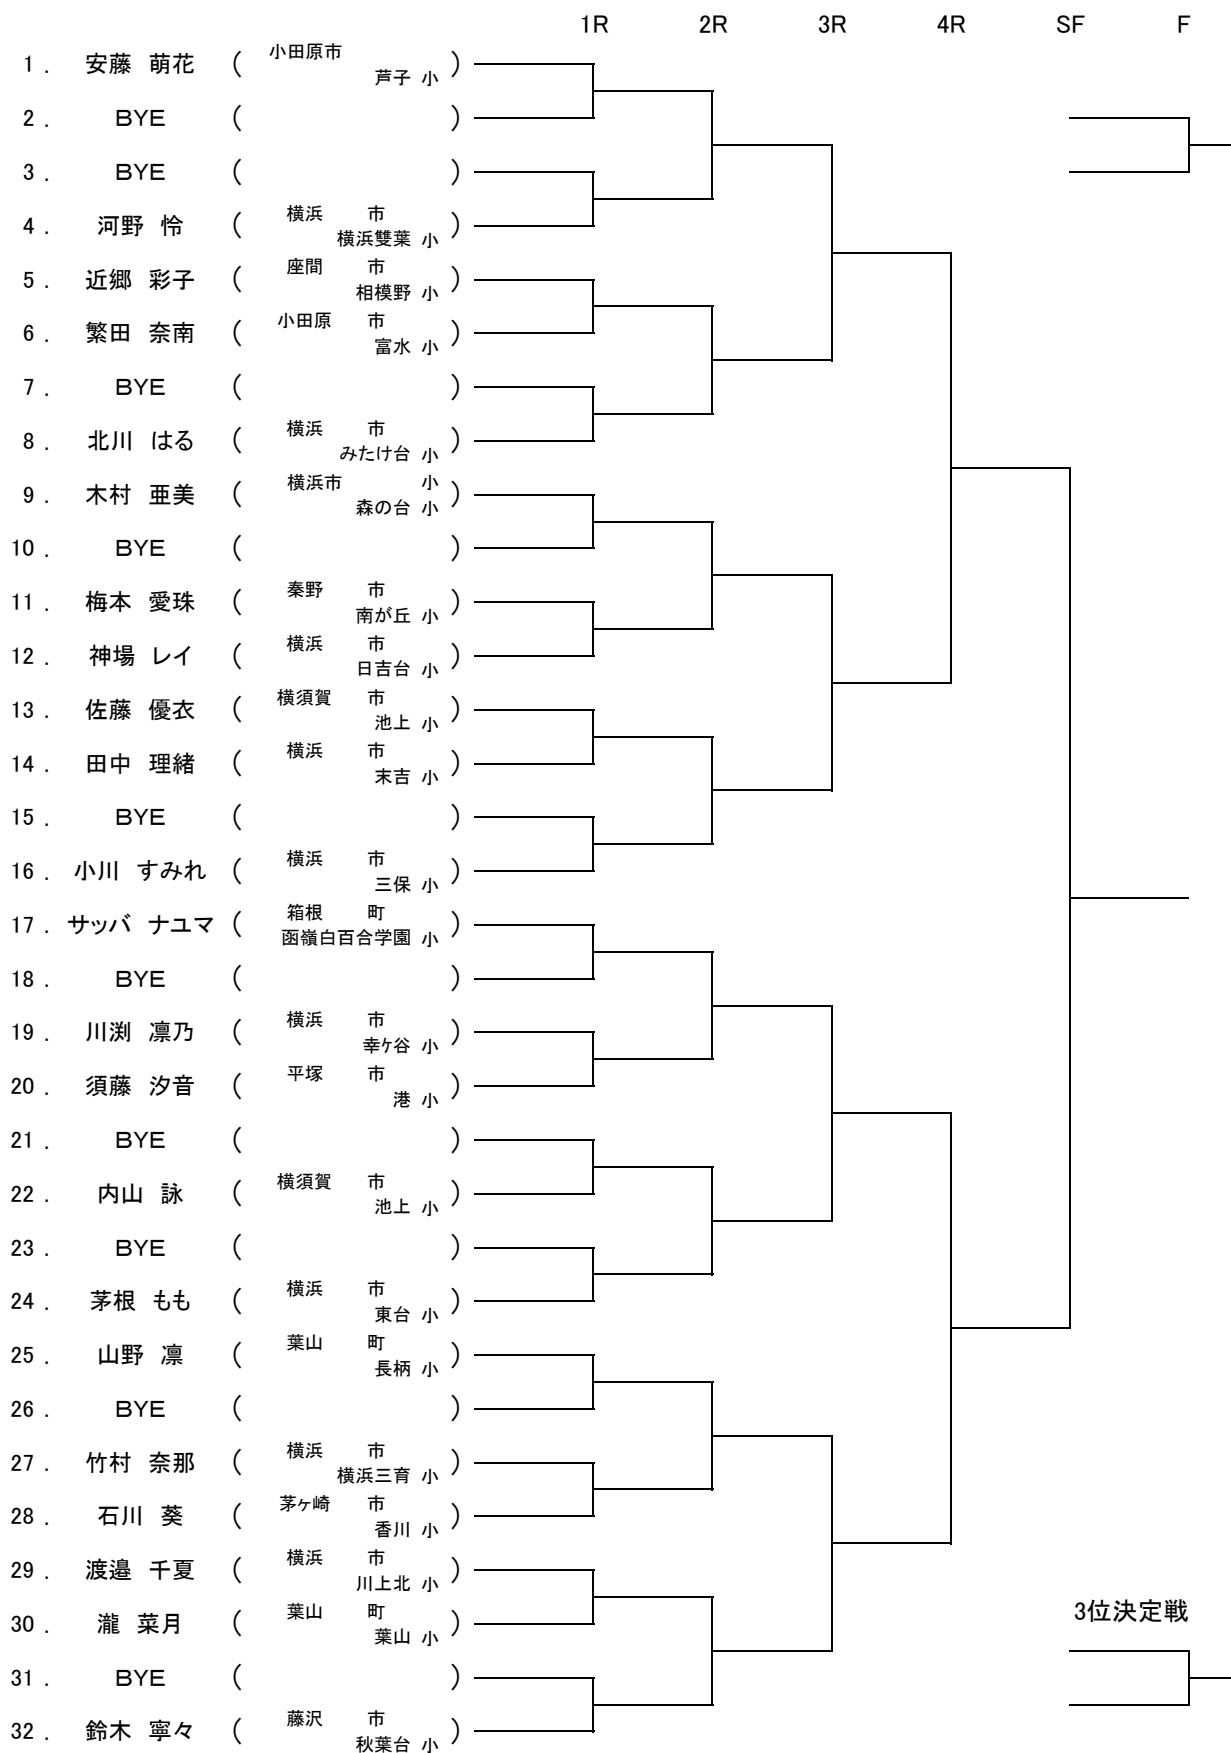 1R 2R 3R 4R SF F
1 . 安藤 萌花 ( 小田原市 芦子 小 )
2 . BYE ( )
3 . BYE ( )
4 . 河野 怜 ( 横浜 市 横浜雙葉 小 )
5 . 近郷 彩子 ( 座間 市 相模野 小 )
6 . 繁田 奈南 ( 小田原 市 富水 小 )
7 . BYE ( )
8 . 北川 はる ( 横浜 市 みたけ台 小 )
9 . 木村 亜美 ( 横浜市 小 森の台 小 )
10 . BYE ( )
11 . 梅本 愛珠 ( 秦野 市 南が丘 小 )
12 . 神場 レイ ( 横浜 市 日吉台 小 )
13 . 佐藤 優衣 ( 横須賀 市 池上 小 )
14 . 田中 理緒 ( 横浜 市 末吉 小 )
15 . BYE ( )
16 . 小川 すみれ ( 横浜 市 三保 小 )
17 . サッバ ナユマ ( 箱根 町 函嶺白百合学園 小 )
18 . BYE ( )
19 . 川渕 凛乃 ( 横浜 市 幸ケ谷 小 )
20 . 須藤 汐音 ( 平塚 市 港 小 )
21 . BYE ( )
22 . 内山 詠 ( 横須賀 市 池上 小 )
23 . BYE ( )
24 . 茅根 もも ( 横浜 市 東台 小 )
25 . 山野 凛 ( 葉山 町 長柄 小 )
26 . BYE ( )
27 . 竹村 奈那 ( 横浜 市 横浜三育 小 )
28 . 石川 葵 ( 茅ヶ崎 市 香川 小 )
29 . 渡邉 千夏 ( 横浜 市 川上北 小 )
30 . 瀧 菜月 ( 葉山 町 葉山 小 )
3位決定戦
31 . BYE ( )
32 . 鈴木 寧々 ( 藤沢 市 秋葉台 小 )